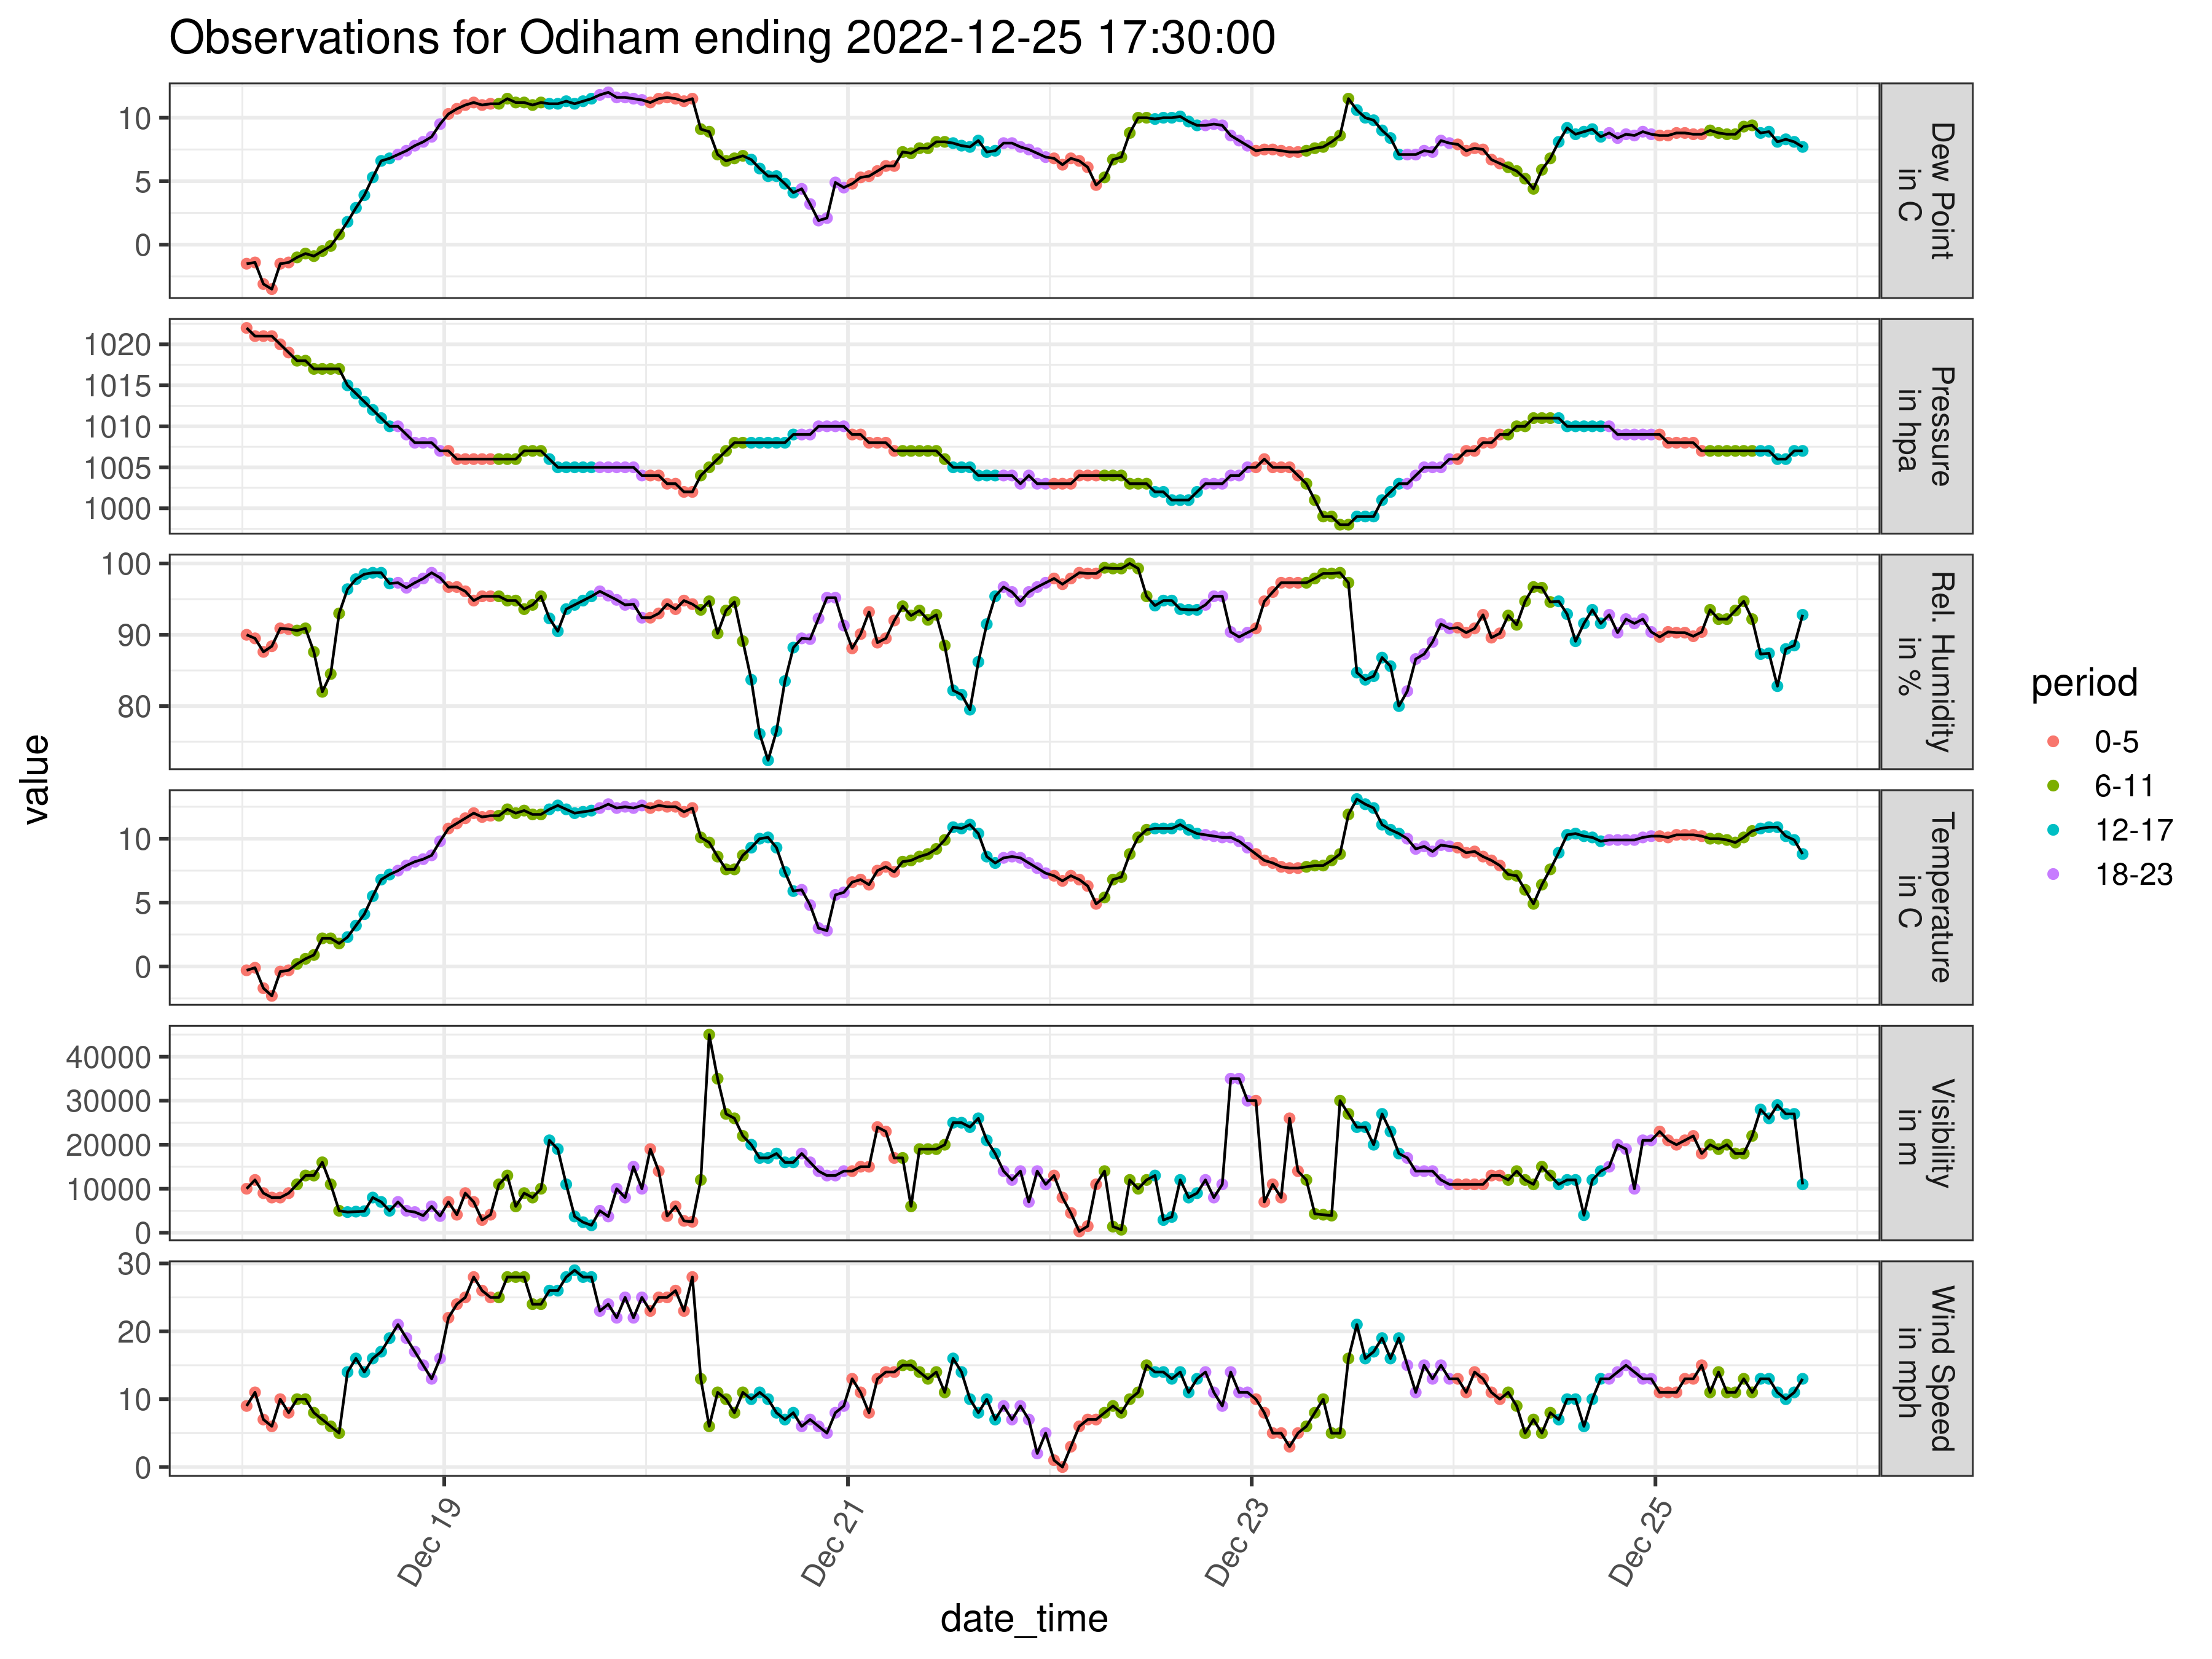 Observations for Odiham ending 2022-12-25 17:30:00
value
10
5
0
Dew Point
in C
1020
1015
1010
1005
1000
Pressure
in hpa
100
90
80
Rel. Humidity
in %
10
5
0
Temperature
in C
40000
30000
20000
10000
0
Visibility
in m
30
20
10
0
Wind Speed
in mph
Dec 19
Dec 21
Dec 23
Dec 25
date_time
period
0-5
6-11
12-17
18-23